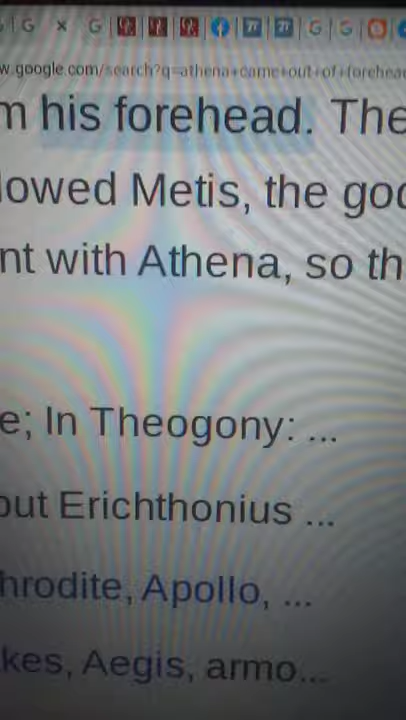 w.google.com/search?q=athena+came+out+of+forehea
m his forehead. The
lowed Metis, the go
nt with Athena, so th
e; In Theogony: ...
out Erichthonius ...
hrodite, Apollo, ...
kes, Aegis, armo...